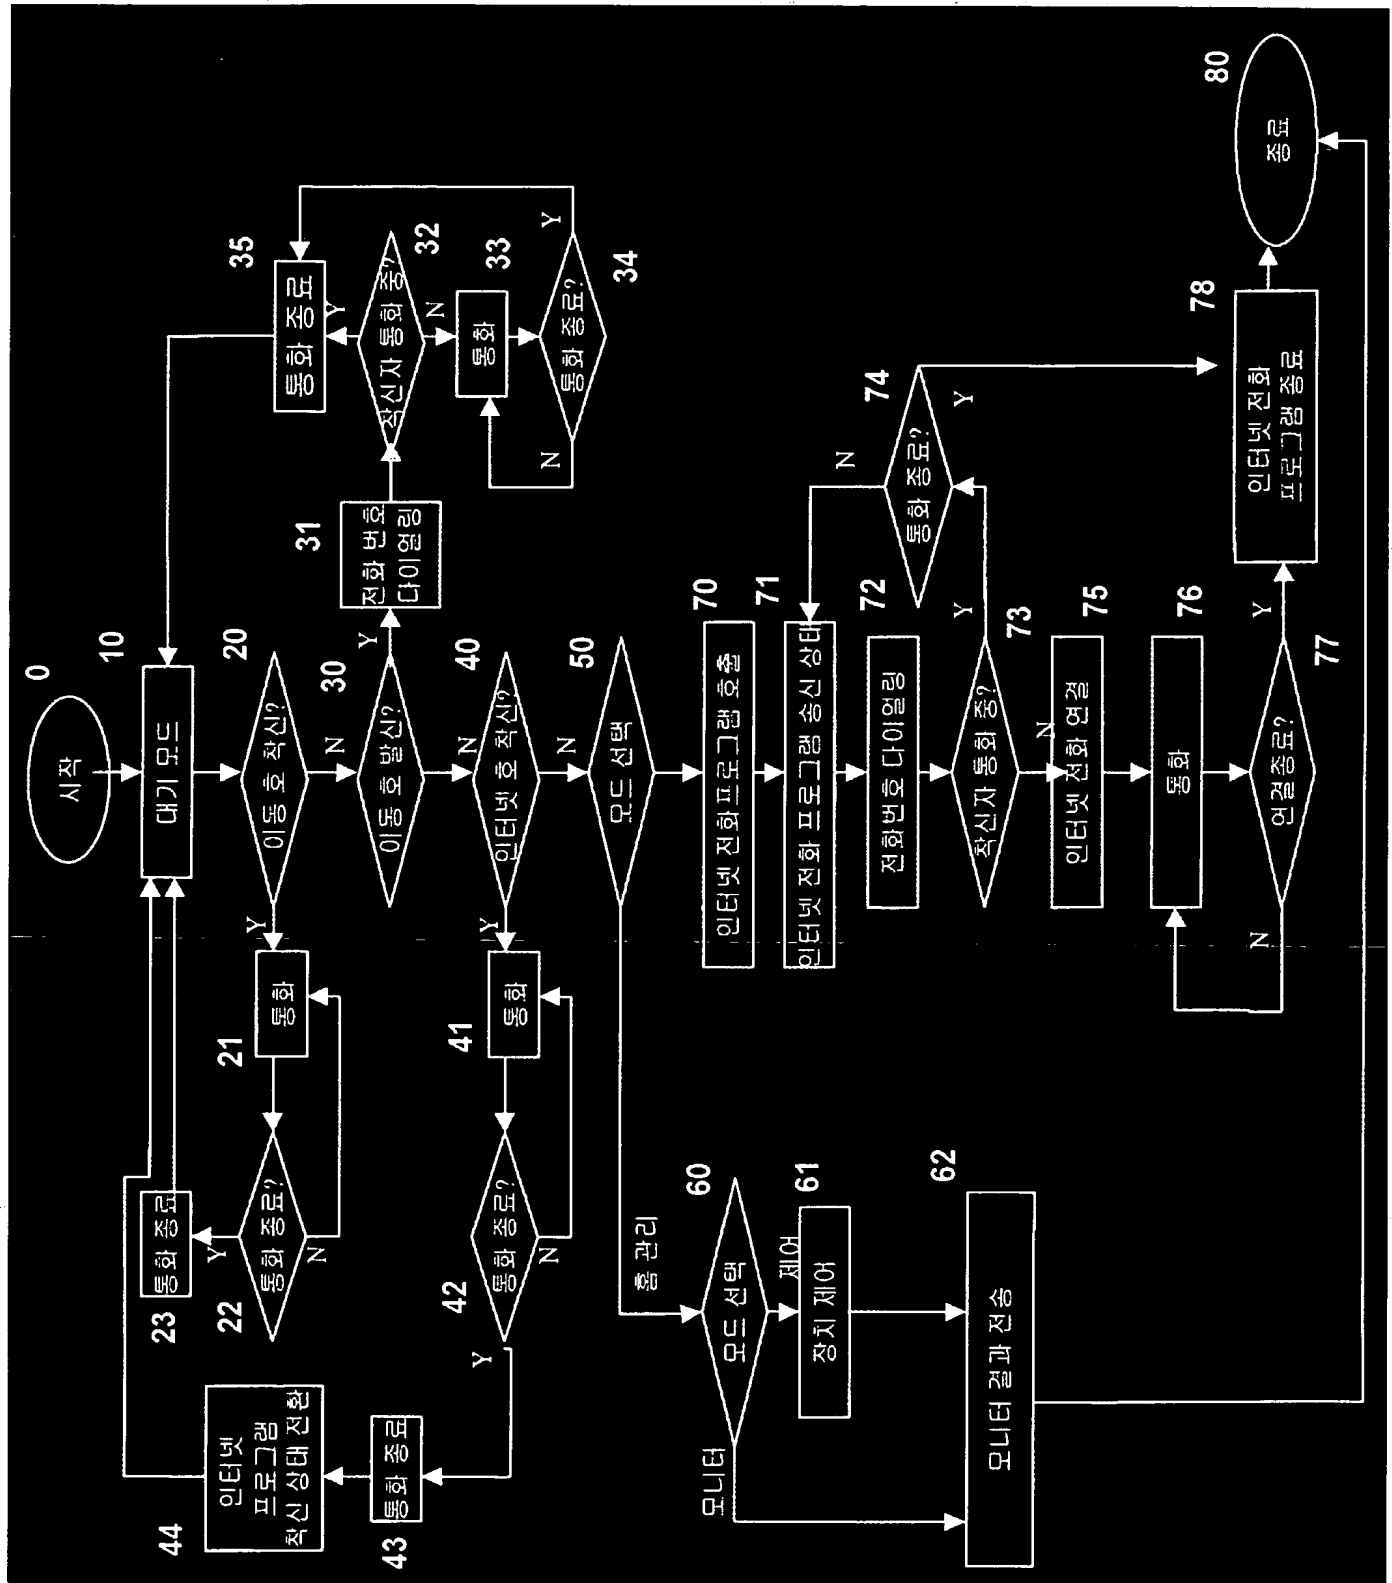 0
시작
10
대기 모드
20
이동 호 착신?
Y
N
21
통화
22
통화 종료?
Y
N
23
통화 종료
30
이동 호 발신?
Y
N
31
전화 번호
다이얼링
32
착신자 통화 중?
Y
N
33
통화
34
통화 종료?
Y
N
35
통화 종료
40
인터넷 호 착신?
Y
N
41
통화
42
통화 종료?
Y
N
43
통화 종료
44
인터넷
프로그램
착신 상태 전환
50
모드 선택
홈 관리
60
모드 선택
모니터
제어
61
장치 제어
62
모니터 결과 전송
70
인터넷 전화프로그램 호출
71
인터넷 전화 프로그램 송신 상태
72
전화번호 다이얼링
73
착신자 통화 중?
Y
N
74
통화 종료?
Y
N
75
인터넷 전화 연결
76
통화
77
연결종료?
Y
N
78
인터넷 전화
프로그램 종료
80
종료